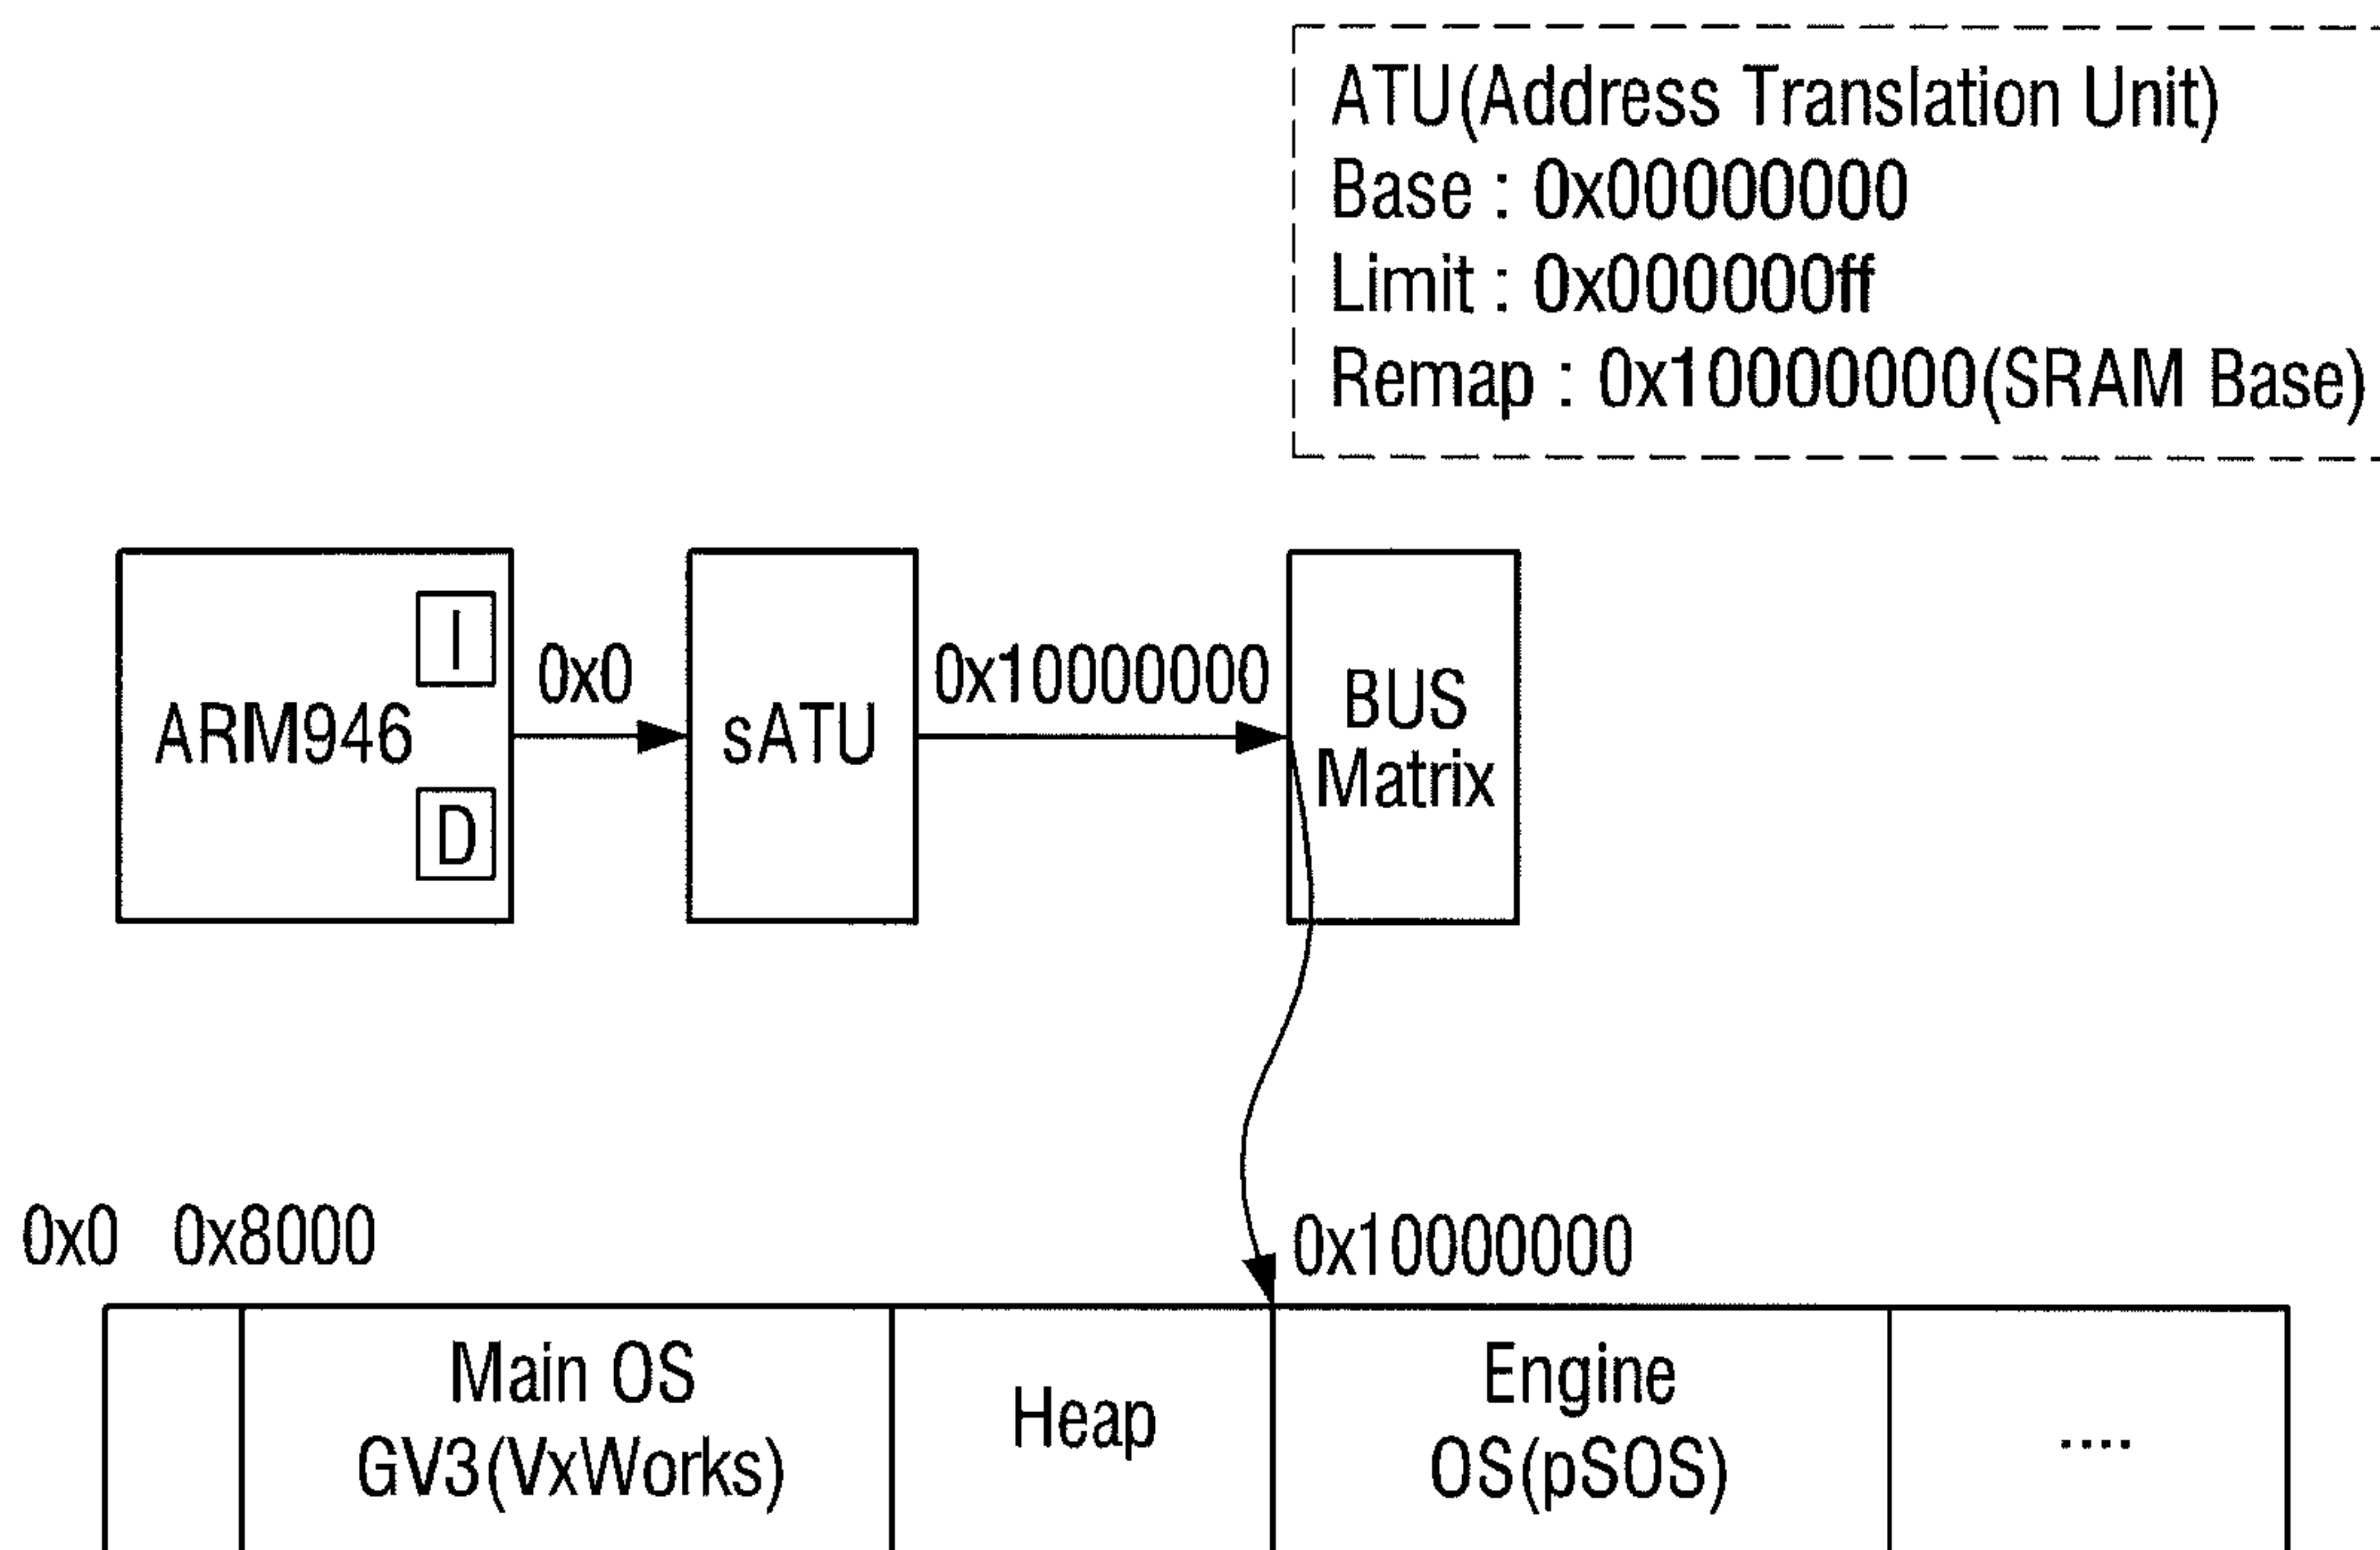 ATU(Address Translation Unit)
Base : 0x00000000
Limit : 0x000000ff
Remap : 0x10000000(SRAM Base)
I
ARM946
D
0x0
sATU
0x10000000
BUS
Matrix
0x0
0x8000
0x10000000
Main OS
GV3(VxWorks)
Heap
Engine
OS(pSOS)
....